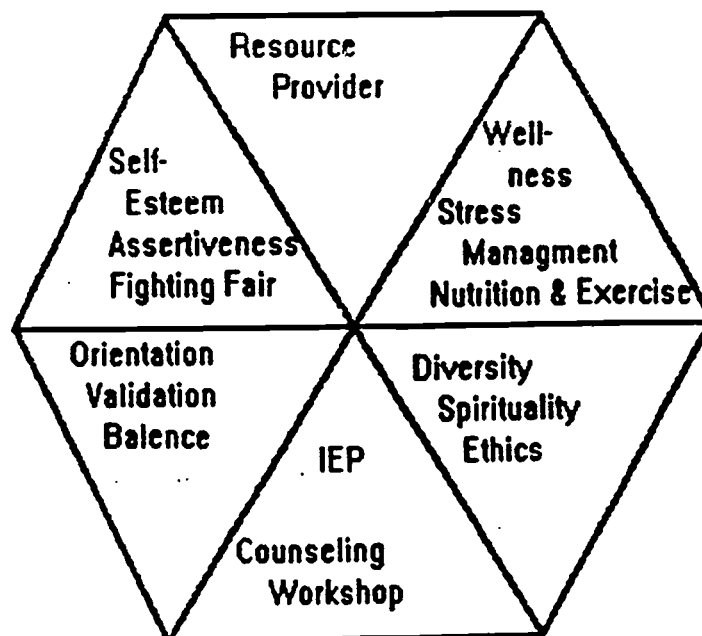 Resource
Provider
Self-
Esteem
Assertiveness
Fighting Fair
Well-
ness
Stress
Managment
Nutrition & Exercise
Orientation
Validation
Balence
IEP
Counseling
Workshop
Diversity
Spirituality
Ethics